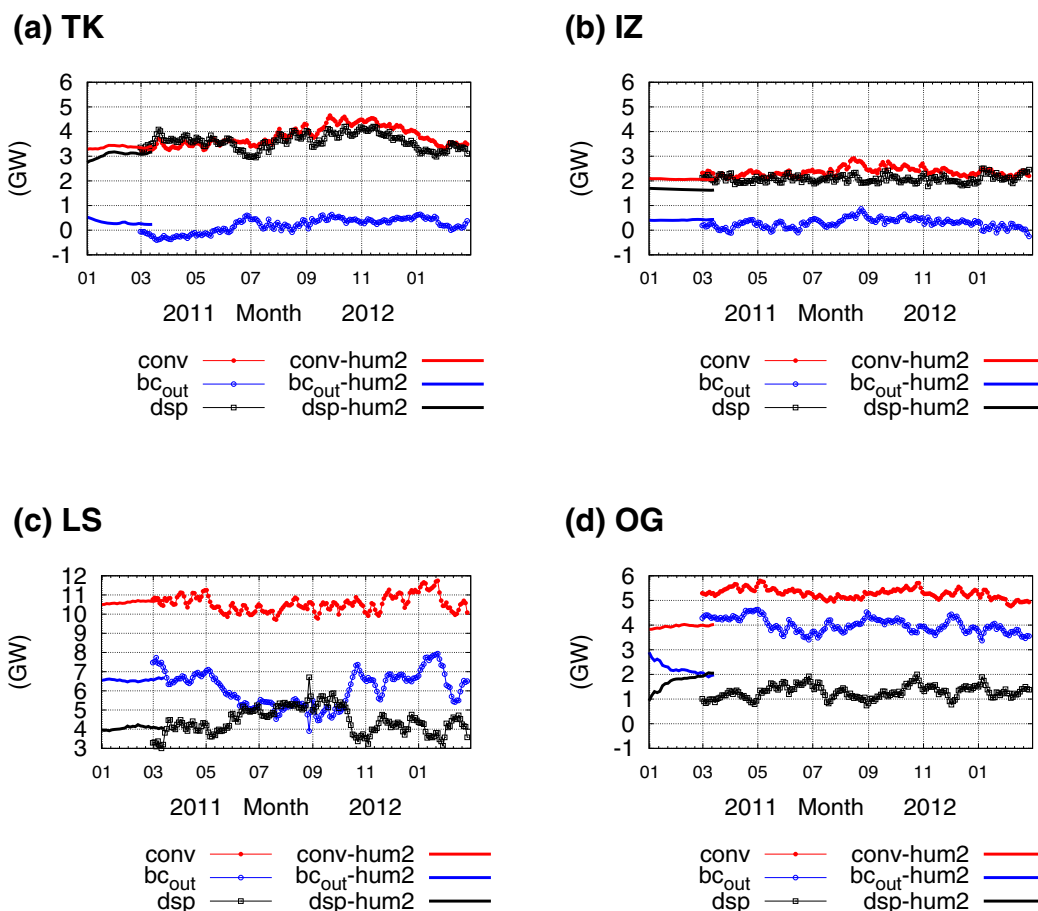 (a) TK
6
5
4
3
2
1
0
-1
(GW)
01 03 05 07 09 11 01
2011 Month 2012
conv conv-hum2
bcout bcout-hum2
dsp dsp-hum2
(b) IZ
6
5
4
3
2
1
0
-1
(GW)
01 03 05 07 09 11 01
2011 Month 2012
conv conv-hum2
bcout bcout-hum2
dsp dsp-hum2
(c) LS
12
11
10
9
8
7
6
5
4
3
(GW)
01 03 05 07 09 11 01
2011 Month 2012
conv conv-hum2
bcout bcout-hum2
dsp dsp-hum2
(d) OG
6
5
4
3
2
1
0
-1
(GW)
01 03 05 07 09 11 01
2011 Month 2012
conv conv-hum2
bcout bcout-hum2
dsp dsp-hum2